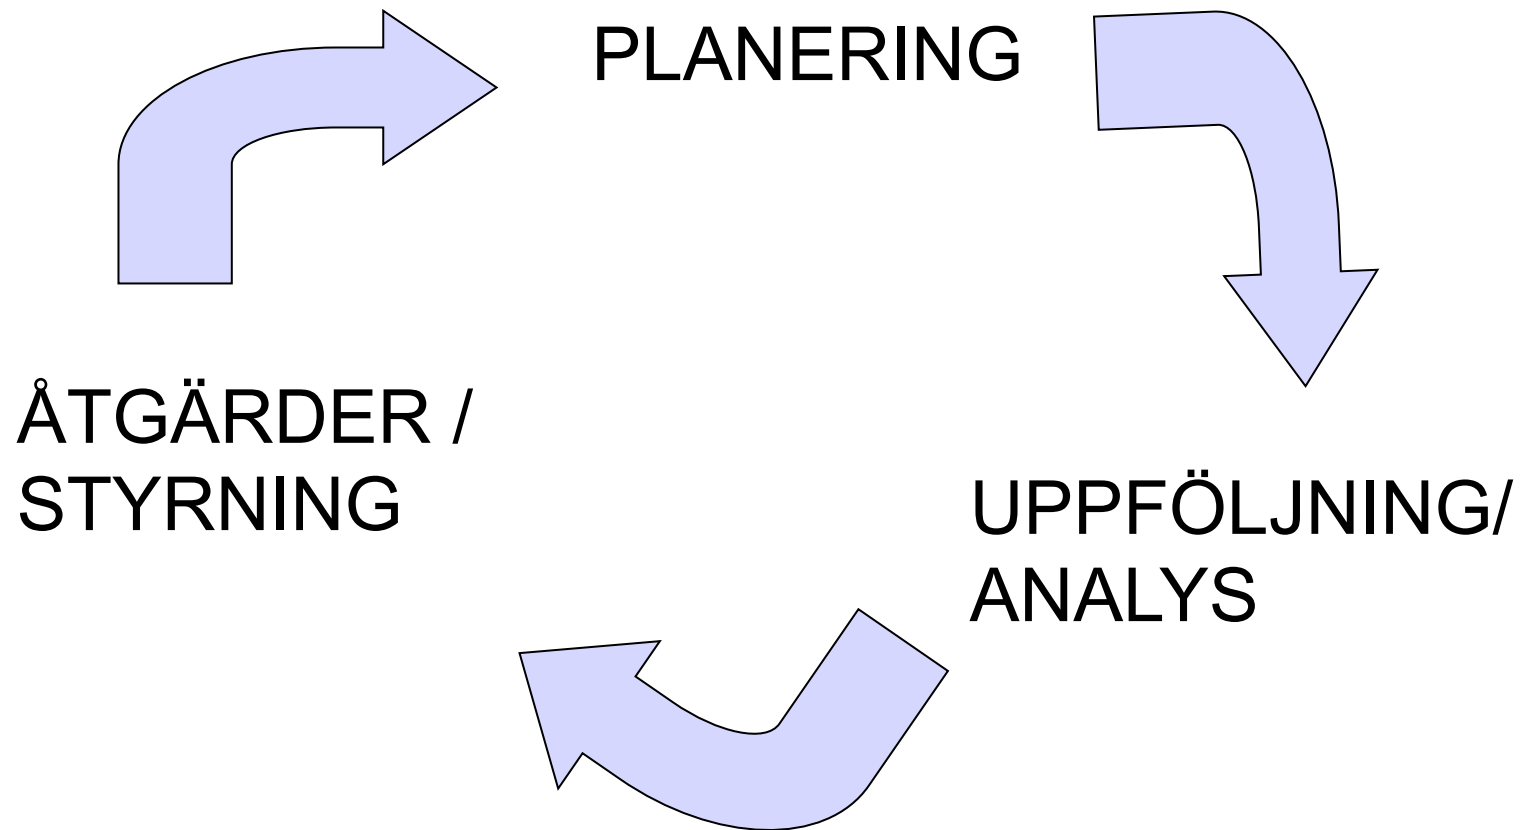 PLANERING
UPPFÖLJNING/
ANALYS
ÅTGÄRDER /
STYRNING